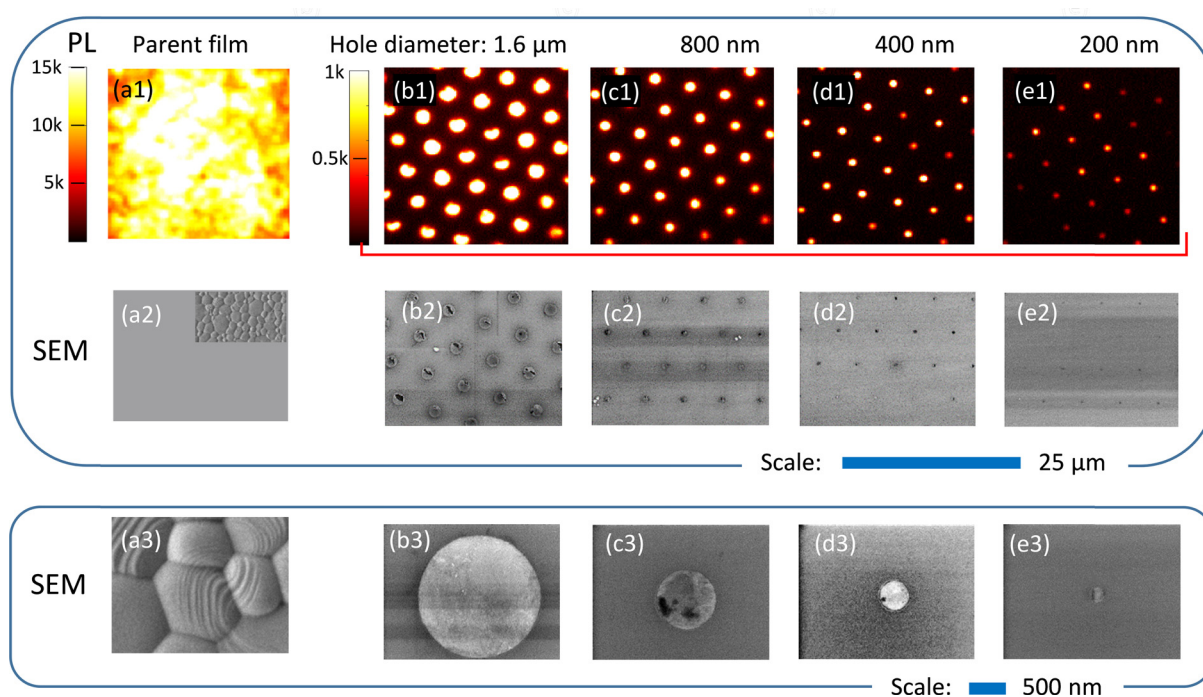 PL
Parent film
Hole diameter: 1.6 μm
800 nm
400 nm
200 nm
15k
10k
5k
1k
0.5k
(a1)
(b1)
(c1)
(d1)
(e1)
SEM
(a2)
(b2)
(c2)
(d2)
(e2)
Scale:
25 μm
SEM
(a3)
(b3)
(c3)
(d3)
(e3)
Scale:
500 nm